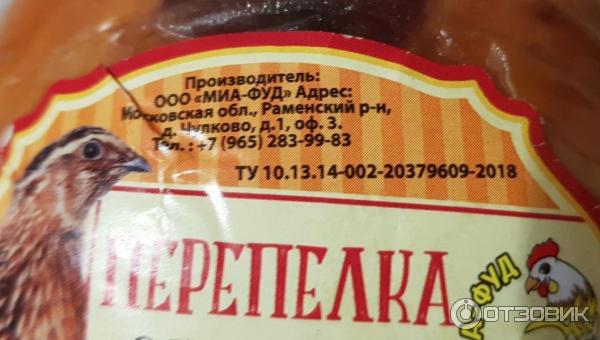 Производитель:
ООО «МИА-ФУД» Адрес:
Московская обл., Раменский р-н,
д. Чулково, д.1, оф. 3.
Тел. : +7 (965) 283-99-83
ТУ 10.13.14-002-20379609-2018
ПЕРЕПЕЛКА
ФУД
ОТЗОВИК